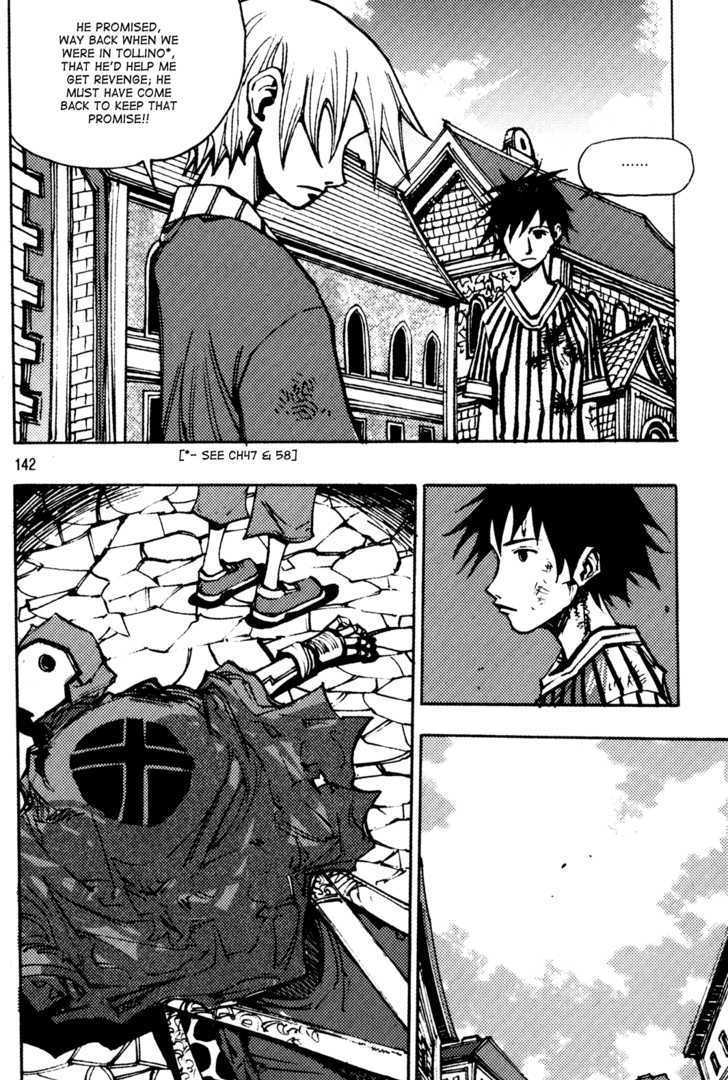 HE PROMISED,
WAY BACK WHEN WE
WERE IN TOLLINO*,
THAT HE'D HELP ME
GET REVENGE; HE
MUST HAVE COME
BACK TO KEEP THAT
PROMISE!!
......
[*- SEE CH47 & 58]
142